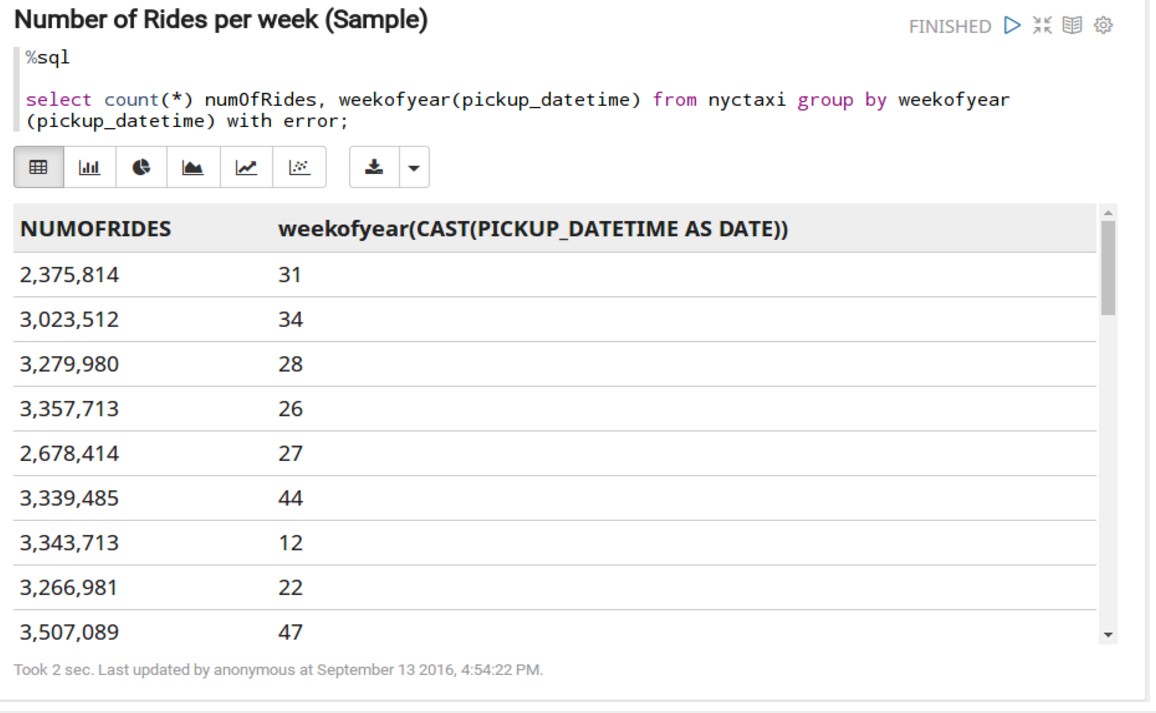 Number of Rides per week (Sample)
FINISHED
%sql
select count(*) numOfRides, weekofyear(pickup_datetime) from nyctaxi group by weekofyear
(pickup_datetime) with error;
NUMOFRIDES weekofyear(CAST(PICKUP_DATETIME AS DATE))
2,375,814 31
3,023,512 34
3,279,980 28
3,357,713 26
2,678,414 27
3,339,485 44
3,343,713 12
3,266,981 22
3,507,089 47
Took 2 sec. Last updated by anonymous at September 13 2016, 4:54:22 PM.